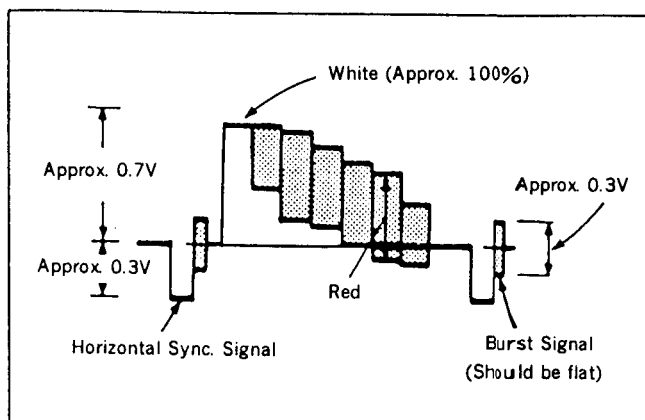 White (Approx. 100%)
Approx. 0.7V
Approx. 0.3V
Approx. 0.3V
Red
Horizontal Sync. Signal
Burst Signal
(Should be flat)